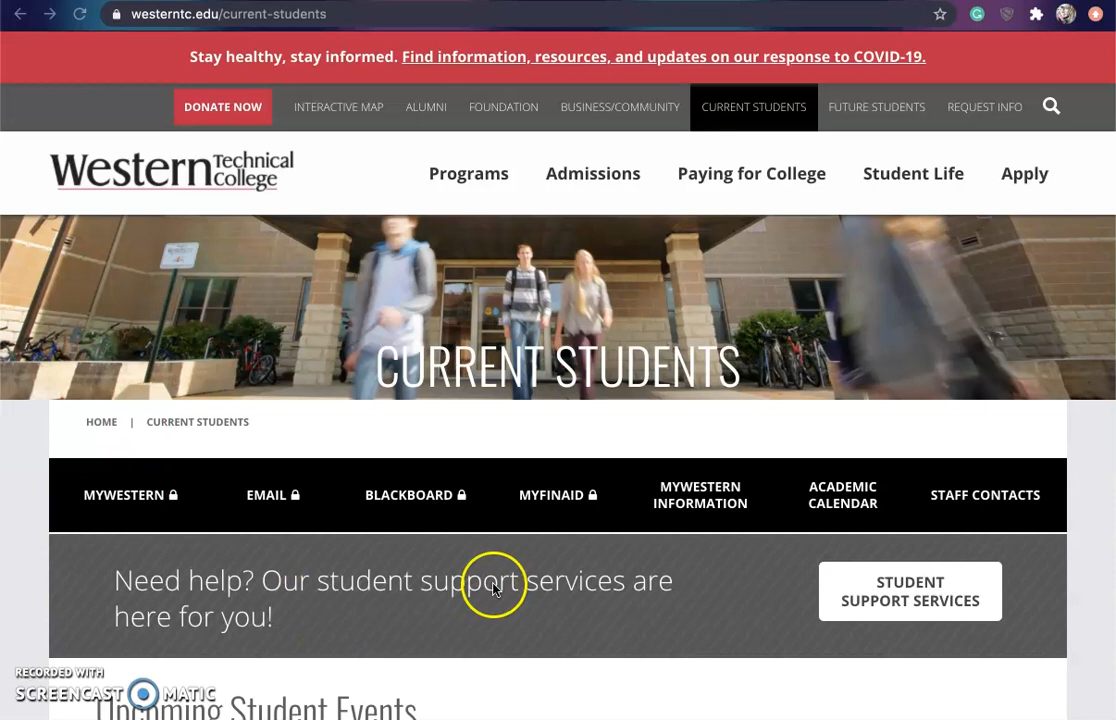 westerntc.edu/current-students
Stay healthy, stay informed. Find information, resources, and updates on our response to COVID-19.
DONATE NOW INTERACTIVE MAP ALUMNI FOUNDATION BUSINESS/COMMUNITY CURRENT STUDENTS FUTURE STUDENTS REQUEST INFO
Western Technical College
Programs Admissions Paying for College Student Life Apply
CURRENT STUDENTS
HOME | CURRENT STUDENTS
MYWESTERN EMAIL BLACKBOARD MYFINAID MYWESTERN INFORMATION ACADEMIC CALENDAR STAFF CONTACTS
Need help? Our student support services are
here for you!
STUDENT
SUPPORT SERVICES
RECORDED WITH
SCREENCAST MATIC
Upcoming Student Events